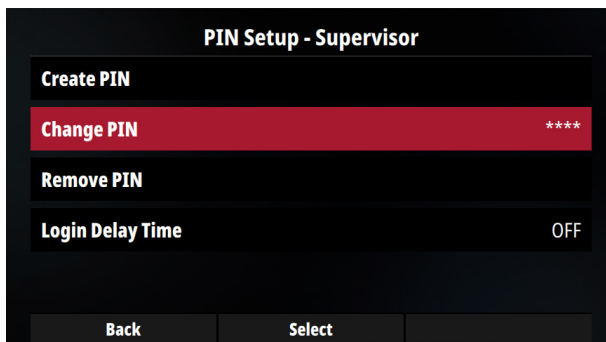 PIN Setup - Supervisor
Create PIN
Change PIN ****
Remove PIN
Login Delay Time OFF
Back Select